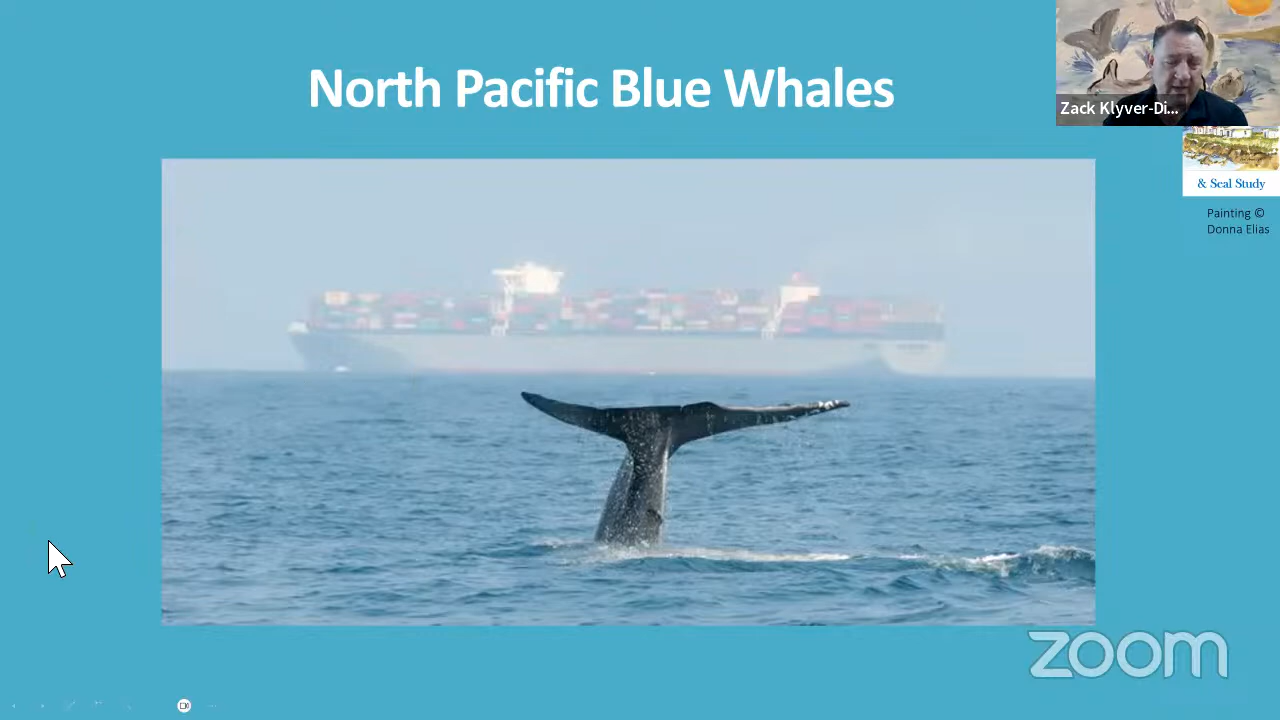 North Pacific Blue Whales
Zack Klyver-Di...
& Seal Study
Painting ©
Donna Elias
zoom